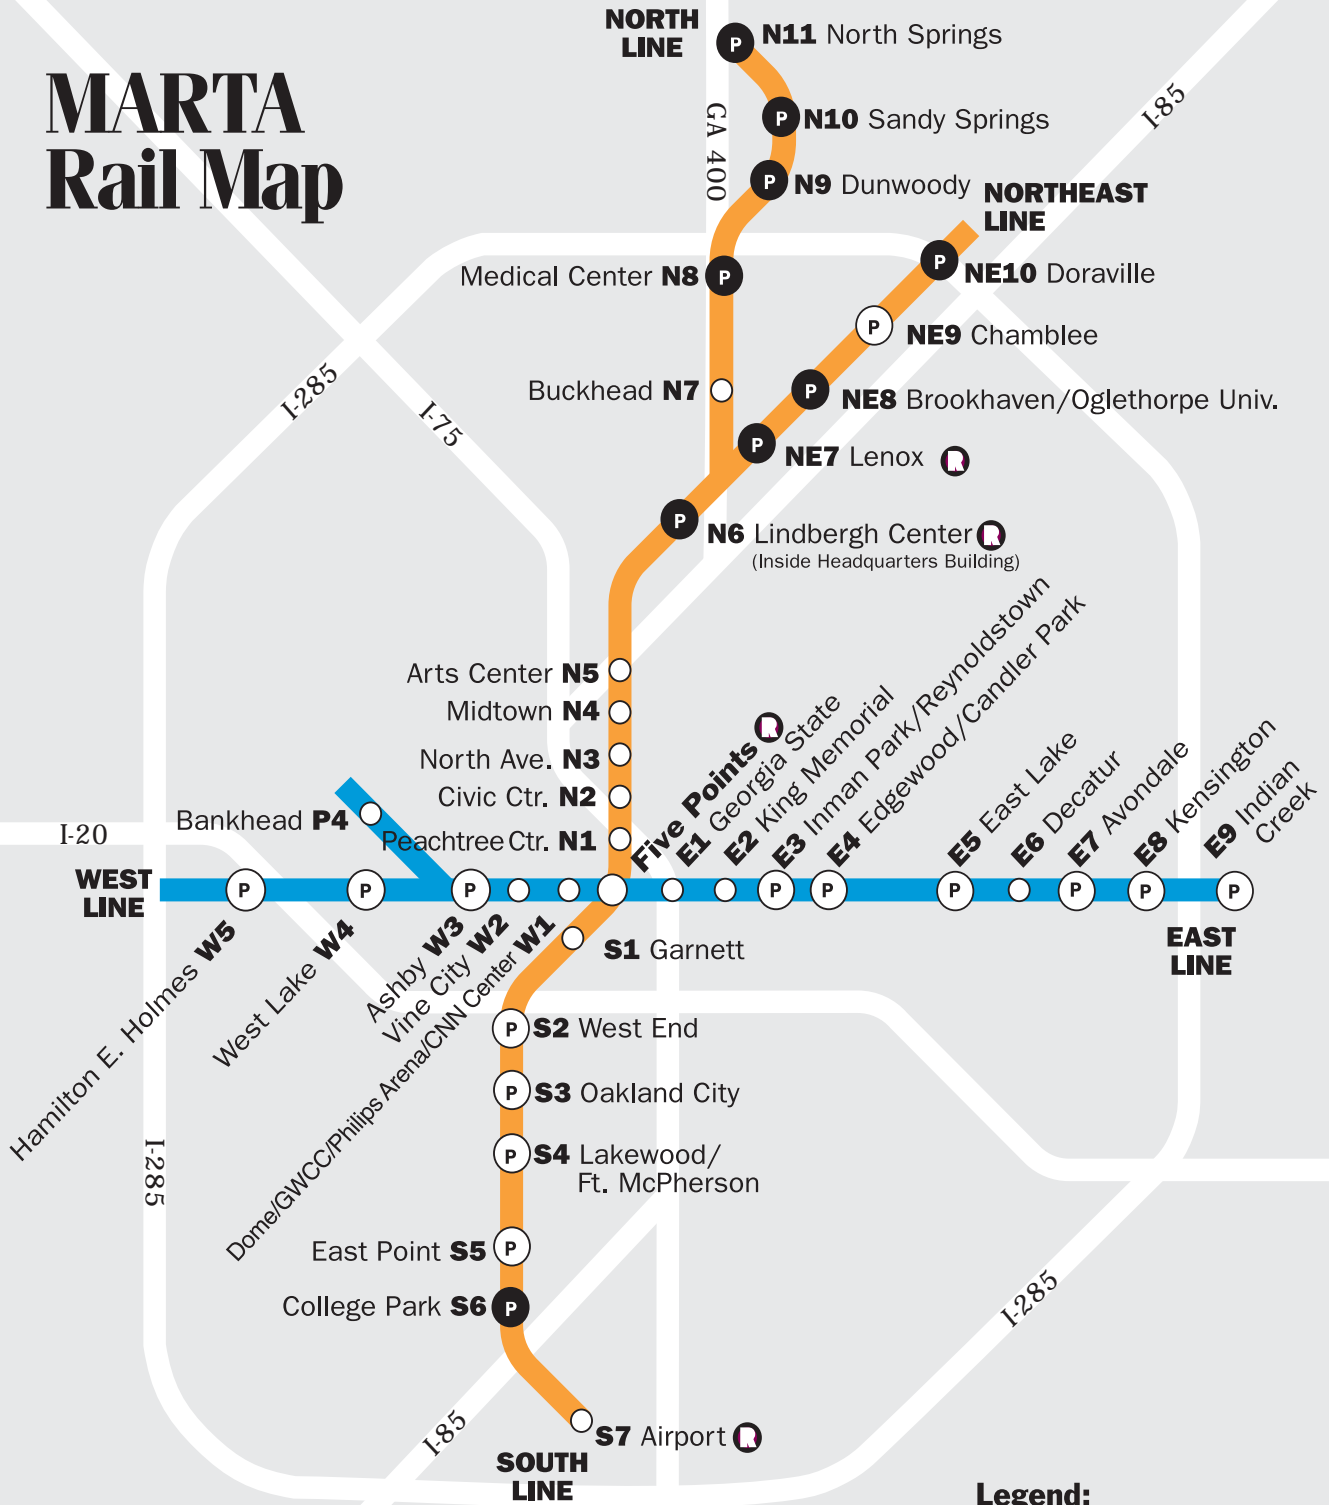 MARTA
Rail Map
NORTH
LINE
P
N11 North Springs
P
N10 Sandy Springs
I-85
GA 400
P
N9 Dunwoody
NORTHEAST
LINE
P
NE10 Doraville
Medical Center N8
P
P
NE9 Chamblee
I-285
I-75
Buckhead N7
P
NE8 Brookhaven/Oglethorpe Univ.
P
NE7 Lenox R
P
N6 Lindbergh Center R
(Inside Headquarters Building)
Arts Center N5
Midtown N4
North Ave. N3
Civic Ctr. N2
Peachtree Ctr. N1
Bankhead P4
I-20
WEST
LINE
Five Points R
E1 Georgia State
E2 King Memorial
E3 Inman Park/Reynoldstown
E4 Edgewood/Candler Park
E5 East Lake
E6 Decatur
E7 Avondale
E8 Kensington
E9 Indian
Creek
P
P
P
P
P
P
P
P
P
EAST
LINE
Hamilton E. Holmes W5
West Lake W4
Ashby W3
Vine City W2
Dome/GWCC/Philips Arena/CNN Center W1
S1 Garnett
P
S2 West End
P
S3 Oakland City
P
S4 Lakewood/
Ft. McPherson
I-285
East Point S5
P
College Park S6
P
I-285
I-85
S7 Airport R
SOUTH
LINE
Legend: